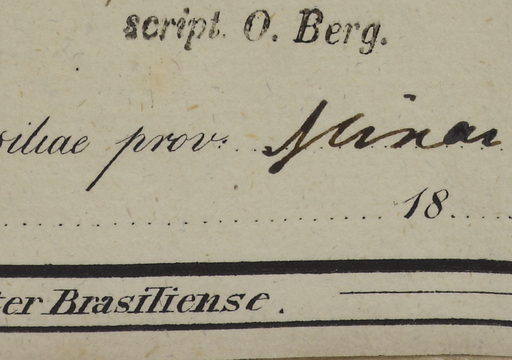 script. O. Berg.
siliae prov: Minas
18
ter Brasiliense.